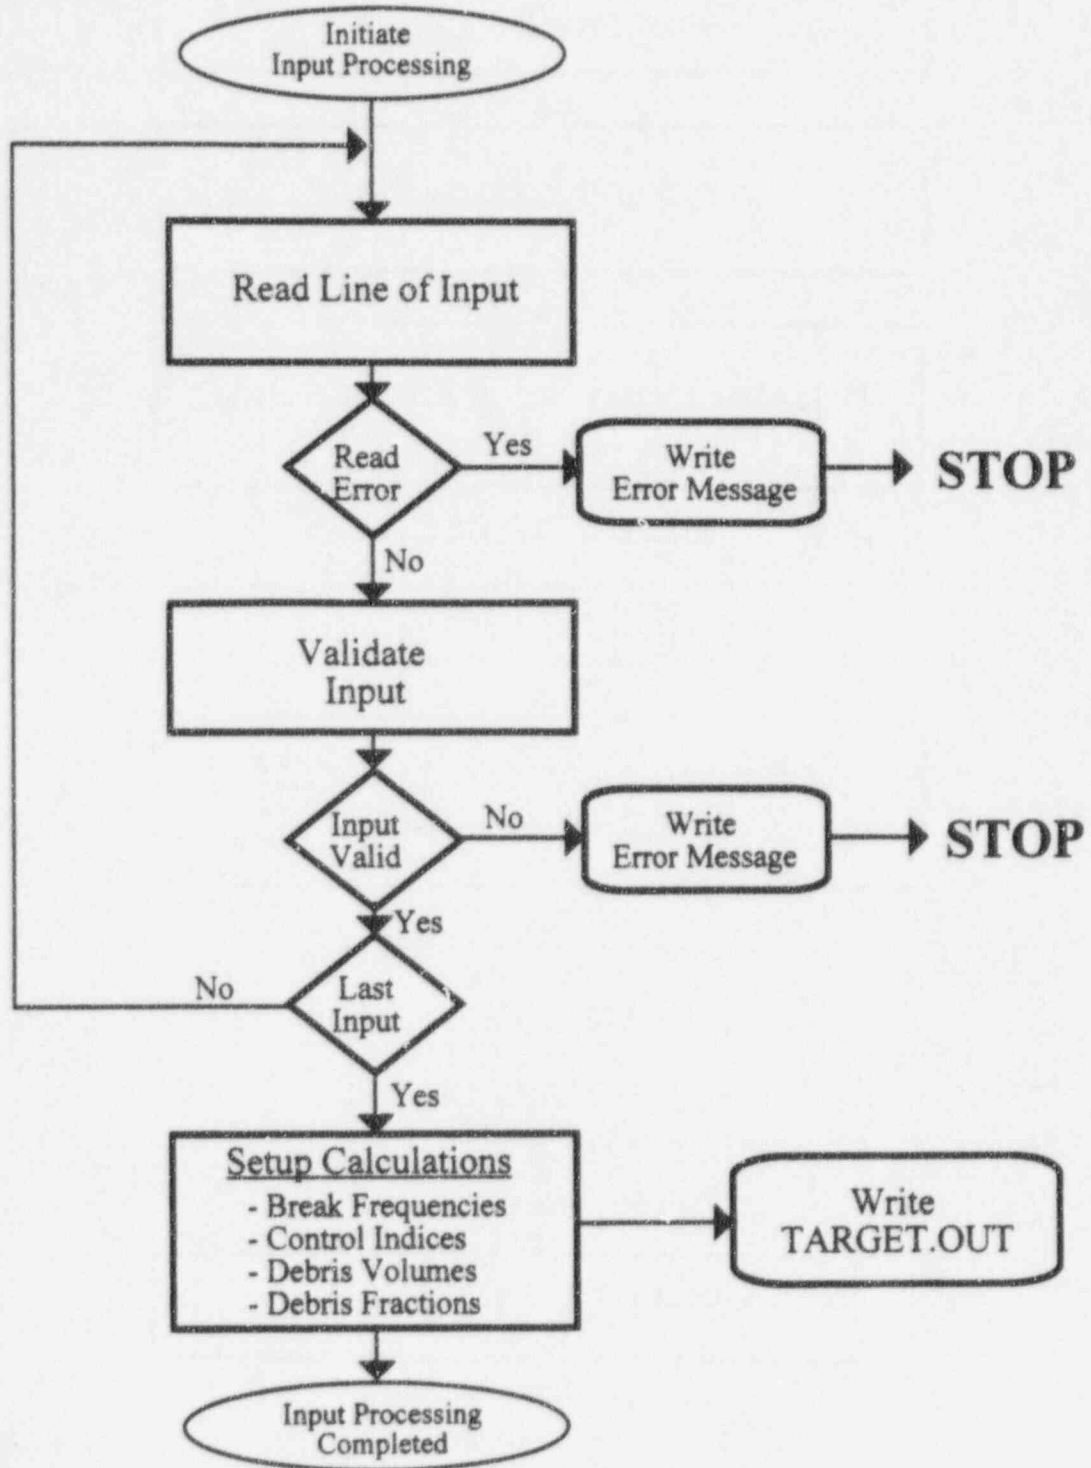 Initiate
Input Processing
Read Line of Input
Read
Error
Yes
Write
Error Message
STOP
No
Validate
Input
Input
Valid
No
Write
Error Message
STOP
Yes
Last
Input
No
Yes
Setup Calculations
- Break Frequencies
- Control Indices
- Debris Volumes
- Debris Fractions
Write
TARGET.OUT
Input Processing
Completed